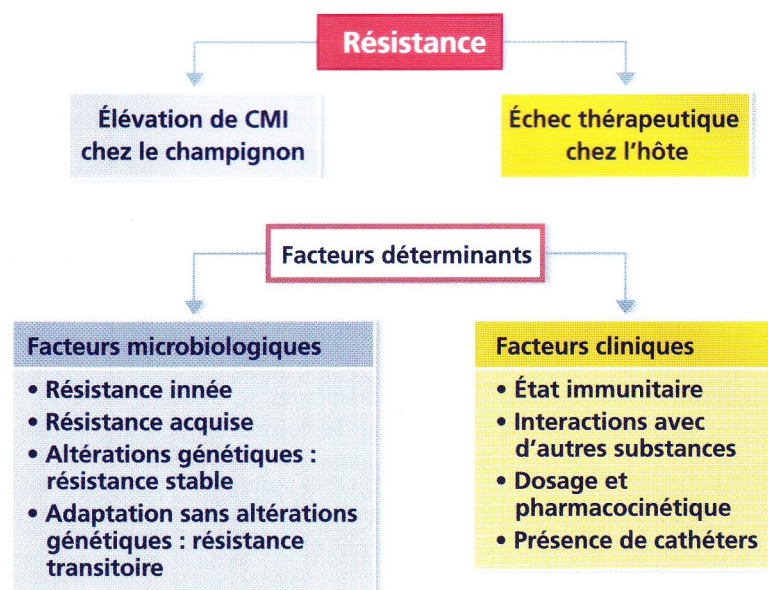 Résistance
Élévation de CMI
chez le champignon
Échec thérapeutique
chez l'hôte
Facteurs déterminants
Facteurs microbiologiques
• Résistance innée
• Résistance acquise
• Altérations génétiques :
résistance stable
• Adaptation sans altérations
génétiques : résistance
transitoire
Facteurs cliniques
• État immunitaire
• Interactions avec
d'autres substances
• Dosage et
pharmacocinétique
• Présence de cathéters